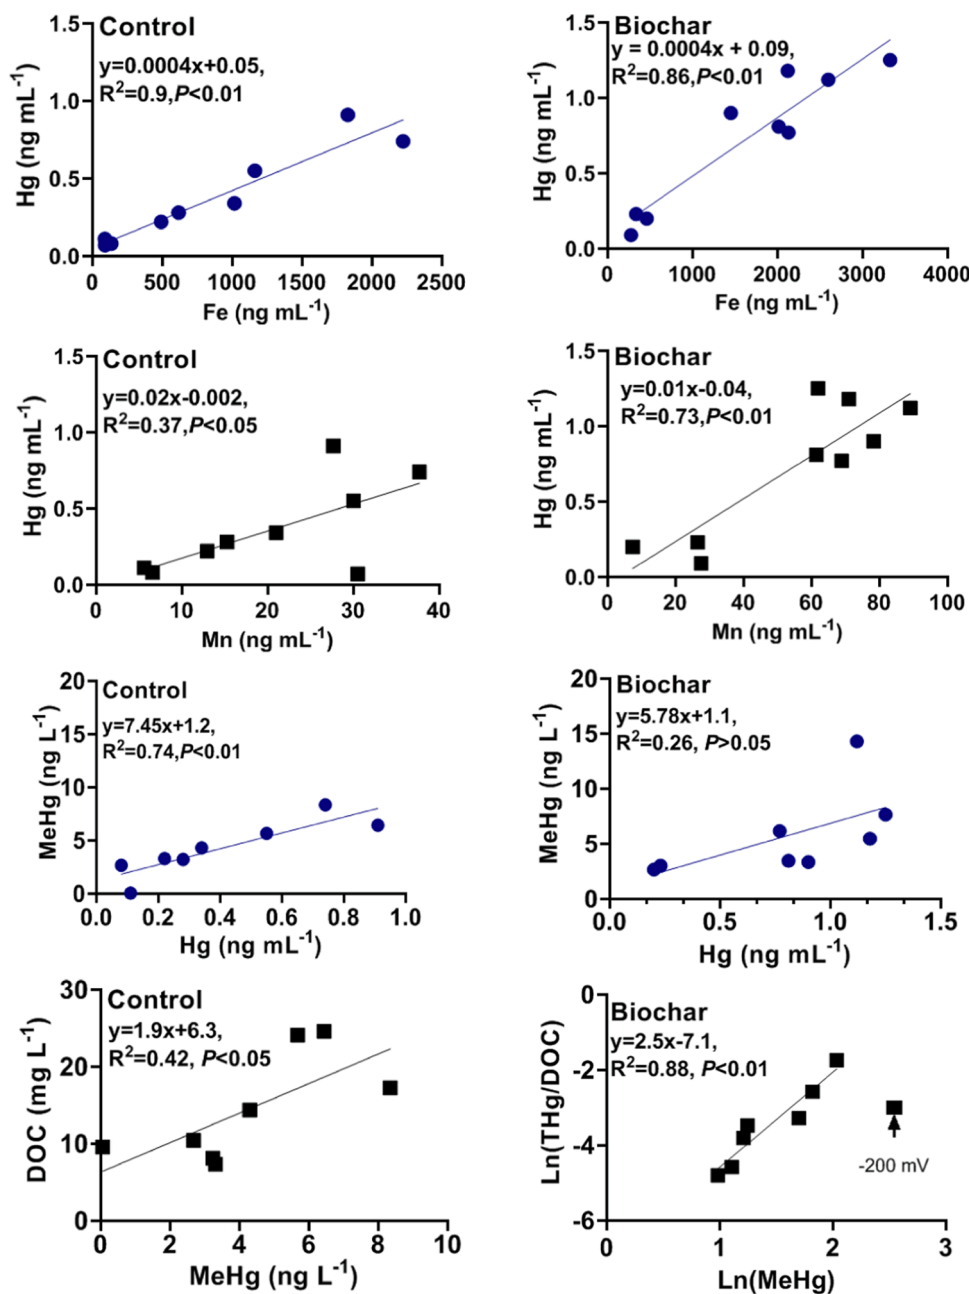 Control
y=0.0004x+0.05,
R²=0.9,P<0.01
Hg (ng mL⁻¹)
1.5
1.0
0.5
0.0
0 500 1000 1500 2000 2500
Fe (ng mL⁻¹)
Biochar
y = 0.0004x + 0.09,
R²=0.86,P<0.01
Hg (ng mL⁻¹)
1.5
1.0
0.5
0.0
0 1000 2000 3000 4000
Fe (ng mL⁻¹)
Control
y=0.02x-0.002,
R²=0.37,P<0.05
Hg (ng mL⁻¹)
1.5
1.0
0.5
0.0
0 10 20 30 40
Mn (ng mL⁻¹)
Biochar
y=0.01x-0.04,
R²=0.73,P<0.01
Hg (ng mL⁻¹)
1.5
1.0
0.5
0.0
0 20 40 60 80 100
Mn (ng mL⁻¹)
Control
y=7.45x+1.2,
R²=0.74,P<0.01
MeHg (ng L⁻¹)
20
15
10
5
0
0.0 0.2 0.4 0.6 0.8 1.0
Hg (ng mL⁻¹)
Biochar
y=5.78x+1.1,
R²=0.26, P>0.05
MeHg (ng L⁻¹)
20
15
10
5
0
0.0 0.5 1.0 1.5
Hg (ng mL⁻¹)
Control
y=1.9x+6.3,
R²=0.42, P<0.05
DOC (mg L⁻¹)
30
20
10
0
0 2 4 6 8 10
MeHg (ng L⁻¹)
Biochar
y=2.5x-7.1,
R²=0.88, P<0.01
Ln(THg/DOC)
-0
-2
-4
-6
-200 mV
0 1 2 3
Ln(MeHg)